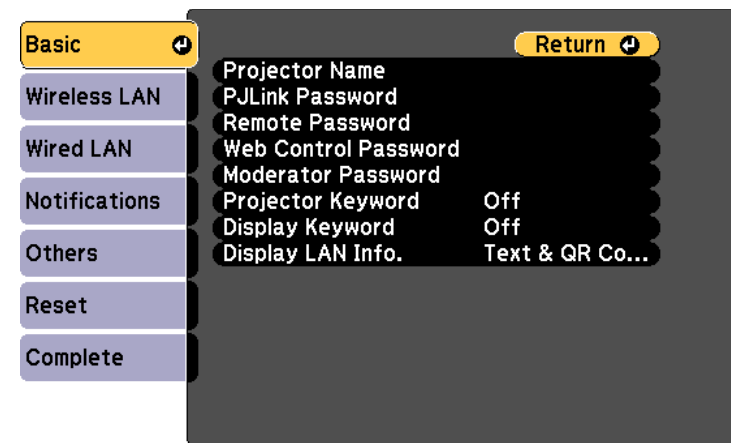 Basic
Wireless LAN
Wired LAN
Notifications
Others
Reset
Complete
Return
Projector Name
PJLink Password
Remote Password
Web Control Password
Moderator Password
Projector Keyword Off
Display Keyword Off
Display LAN Info. Text & QR Co...